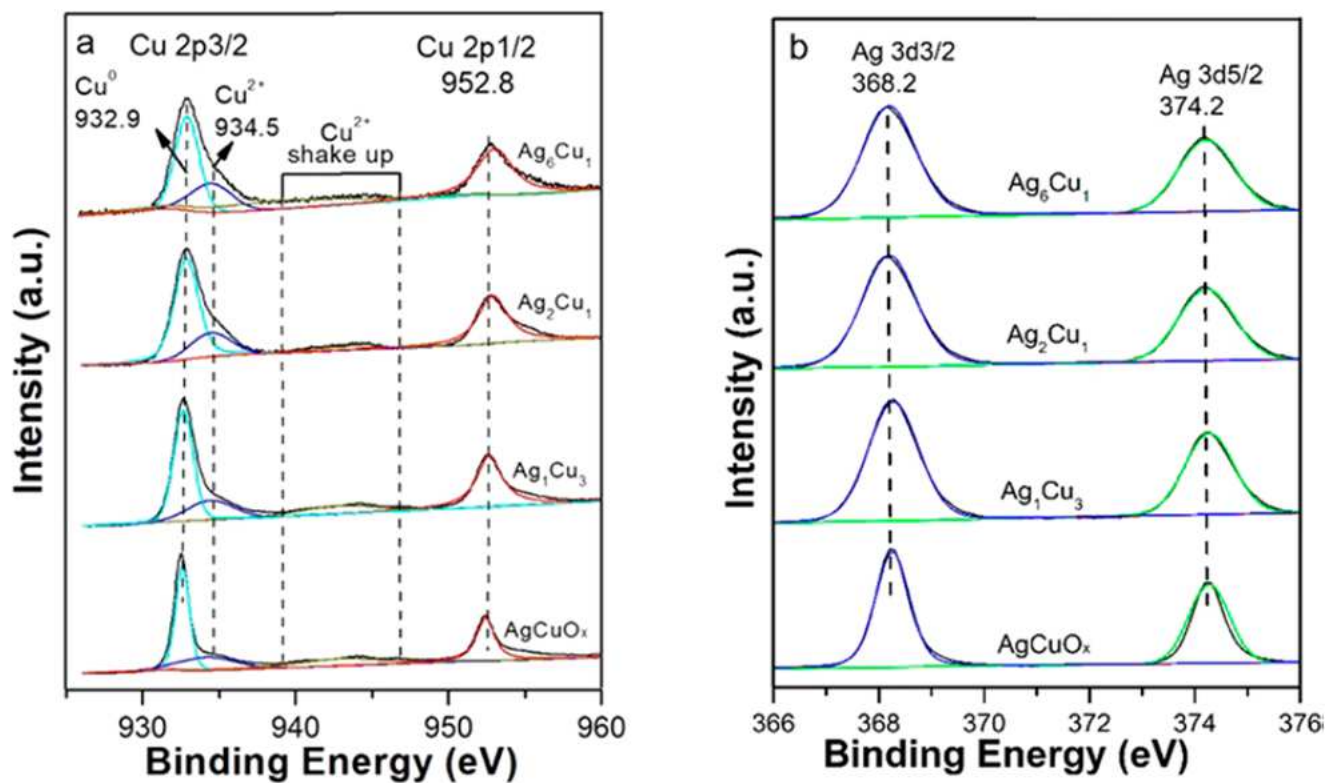 a
Cu 2p3/2
Cu⁰
932.9
Cu²⁺
934.5
Cu²⁺
shake up
Cu 2p1/2
952.8
Ag₆Cu₁
Ag₂Cu₁
Ag₁Cu₃
AgCuOₓ
Intensity (a.u.)
930
940
950
960
Binding Energy (eV)
b
Ag 3d3/2
368.2
Ag 3d5/2
374.2
Ag₆Cu₁
Ag₂Cu₁
Ag₁Cu₃
AgCuOₓ
Intensity (a.u.)
366
368
370
372
374
376
Binding Energy (eV)